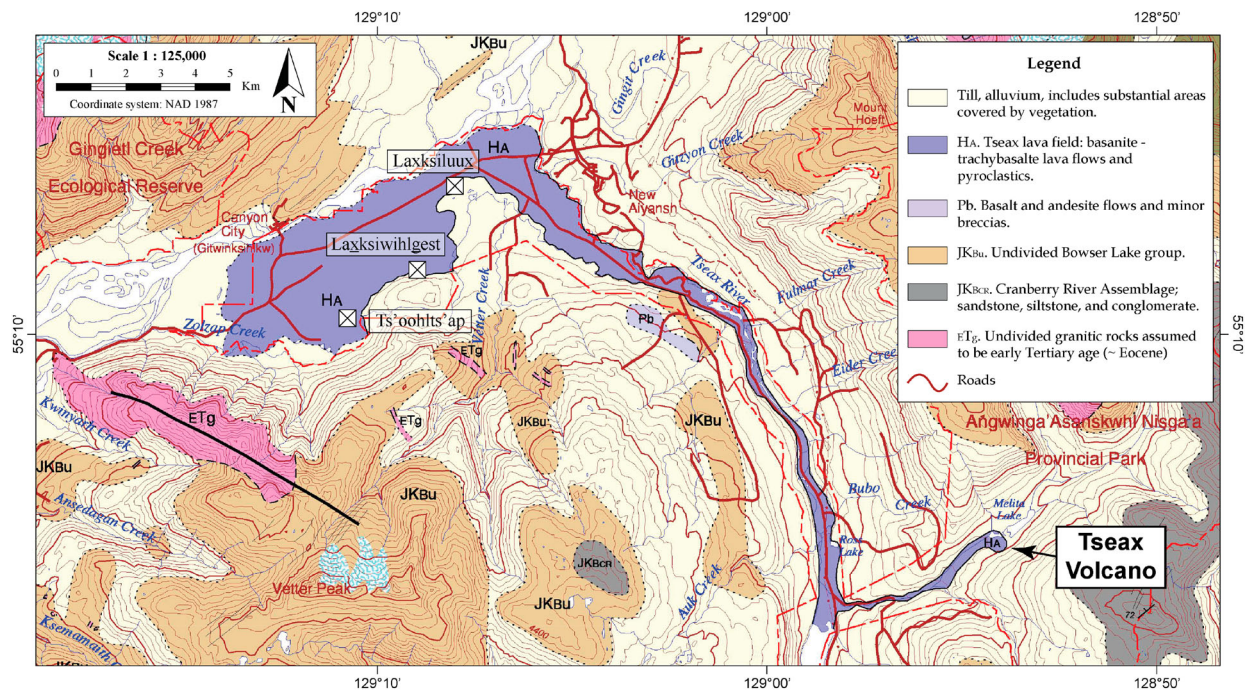 129°10'
129°00'
128°50'
Scale 1 : 125,000
0 1 2 3 4 5
Km
Coordinate system: NAD 1987
N
JKBu
Gingit Creek
Mount
Hoeft
Gingietl Creek
Ecological Reserve
HA
Laxksiluux
Gitzyon Creek
New
Aiyansh
Canyon
City
(Gitwinksihlkw)
Laxksiwihlgest
Tseax River
Fulmar Creek
HA
Ts'oohlts'ap
Zolzap Creek
Vetter Creek
Pb
ETg
Eider Creek
55°10'
55°10'
Kwinyarh Creek
ETg
ETg
JKBu
JKBu
JKBu
JKBu
Ansedagan Creek
Angwinga'Asanskwhl Nisga'a
Provincial Park
Bubo
Creek
Melita
Lake
Ross
Lake
HA
Tseax
Volcano
JKBCR
Vetter Peak
JKBu
Auk Creek
4400
72
JKBu
129°10'
129°00'
128°50'
Legend
Till, alluvium, includes substantial areas
covered by vegetation.
HA. Tseax lava field: basanite -
trachybasalte lava flows and
pyroclastics.
Pb. Basalt and andesite flows and minor
breccias.
JKBu. Undivided Bowser Lake group.
JKBCR. Cranberry River Assemblage;
sandstone, siltstone, and conglomerate.
ETg. Undivided granitic rocks assumed
to be early Tertiary age (~ Eocene)
Roads